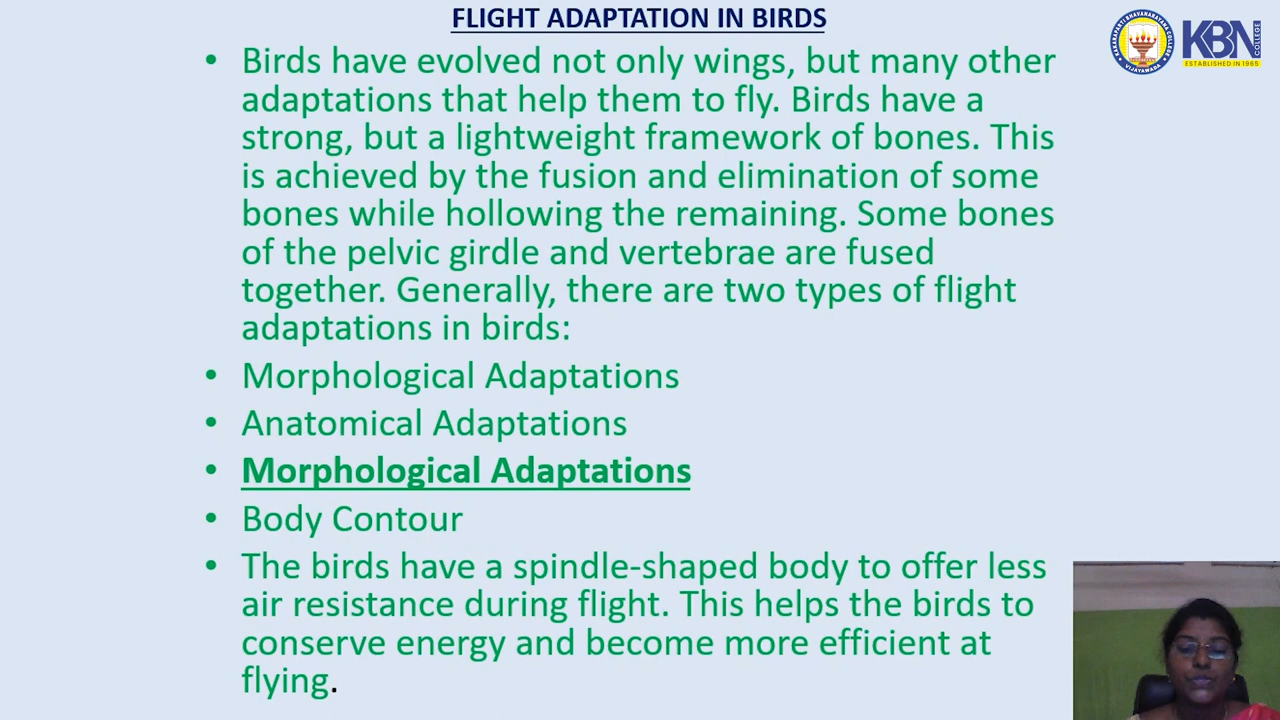 FLIGHT ADAPTATION IN BIRDS
KBN
COLLEGE
ESTABLISHED IN 1965
VIJAYAWADA
• Birds have evolved not only wings, but many other
adaptations that help them to fly. Birds have a
strong, but a lightweight framework of bones. This
is achieved by the fusion and elimination of some
bones while hollowing the remaining. Some bones
of the pelvic girdle and vertebrae are fused
together. Generally, there are two types of flight
adaptations in birds:
• Morphological Adaptations
• Anatomical Adaptations
• Morphological Adaptations
• Body Contour
• The birds have a spindle-shaped body to offer less
air resistance during flight. This helps the birds to
conserve energy and become more efficient at
flying.